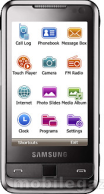 Call Log Phonebook Message Box
Touch Player Camera FM Radio
Internet Photo Slides Media Album
Clock Programs Settings
Shortcuts Edit
SAMSUNG